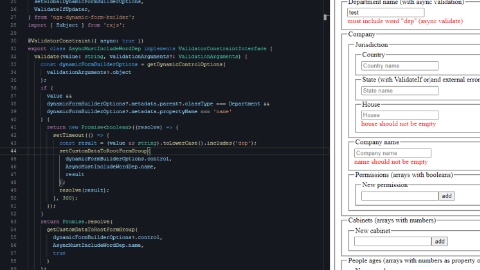 setGlobalDynamicFormBuilderOptions,
ValidateIfUpdater,
} from 'ngx-dynamic-form-builder';
import { Subject } from "rxjs";
@ValidatorConstraint({ async: true })
export class AsyncMustIncludeWordDep implements ValidatorConstraintInterface {
validate(value: string, validationArguments?: ValidationArguments) {
const dynamicFormBuilderOptions = getDynamicControlOptions(
validationArguments?.object
);
if (
value &&
dynamicFormBuilderOptions?.metadata.parent?.classType === Department &&
dynamicFormBuilderOptions?.metadata.propertyName === 'name'
) {
return new Promise<boolean>((resolve) => {
setTimeout(() => {
const result = (value as string).toLowerCase().includes('dep');
setCustomDataToRootFormGroup(
dynamicFormBuilderOptions.control,
AsyncMustIncludeWordDep.name,
result
);
resolve(result);
}, 300);
});
}
return Promise.resolve(
getCustomDataToRootFormGroup(
dynamicFormBuilderOptions?.control,
AsyncMustIncludeWordDep.name,
true
)
Department name (with async validation)
test
must include word "dep" (async validate)
Company
Jurisdiction
Country
Country name
State (with ValidateIf or|and external error
State name
House
House name
house should not be empty
Company name
Company name
name should not be empty
Permissions (arrays with booleans)
New permission
add
Cabinets (arrays with numbers)
New cabinet
add
People ages (arrays with numbers as property o